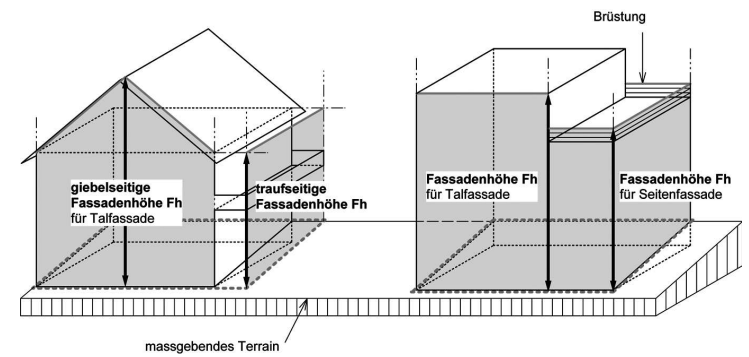 Brüstung
giebelseitige
Fassadenhöhe Fh
für Talfassade
traufseitige
Fassadenhöhe Fh
Fassadenhöhe Fh
für Talfassade
Fassadenhöhe Fh
für Seitenfassade
massgebendes Terrain